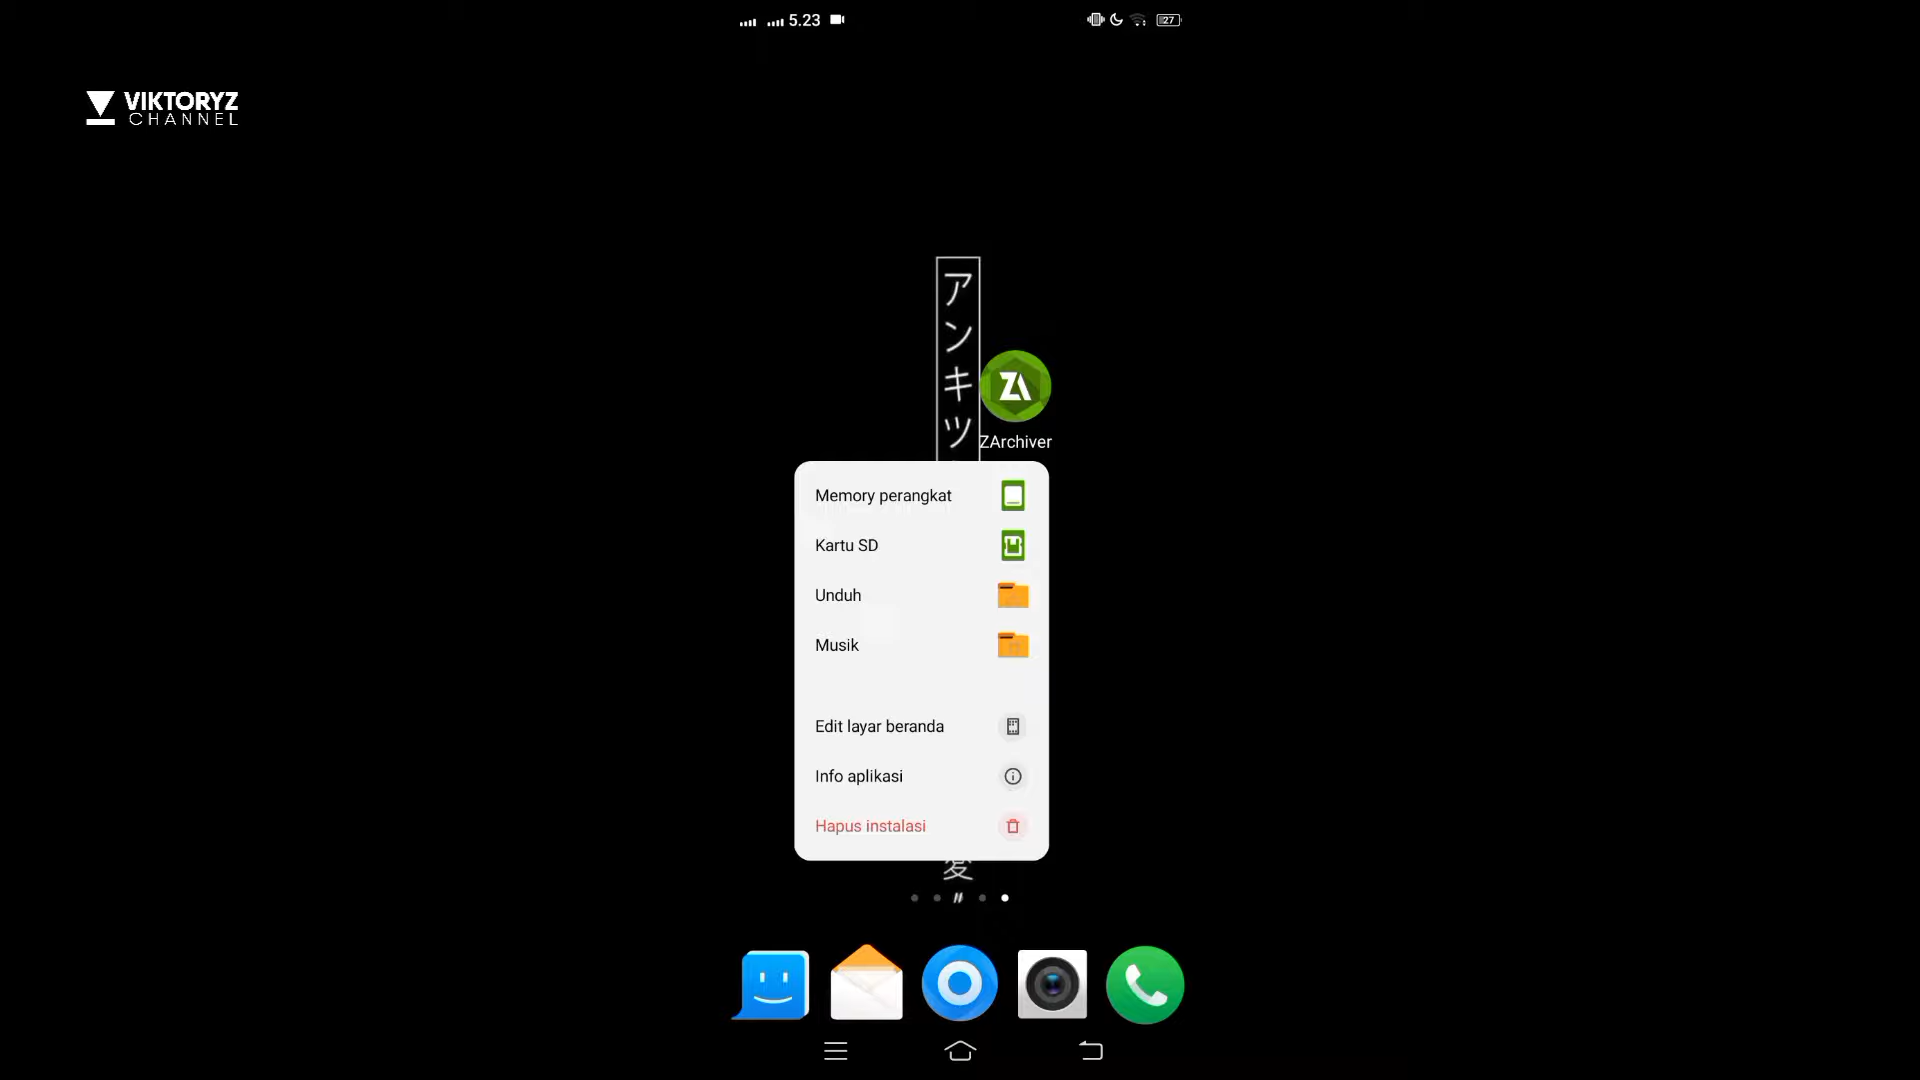 5.23
27
VIKTORYZ
CHANNEL
アンキツ
ZArchiver
Memory perangkat
Kartu SD
Unduh
Musik
Edit layar beranda
Info aplikasi
Hapus instalasi